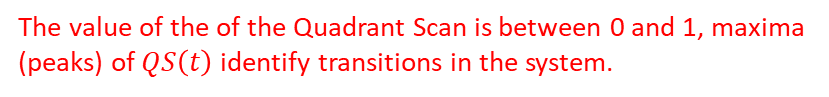 The value of the of the Quadrant Scan is between 0 and 1, maxima
(peaks) of QS(t) identify transitions in the system.